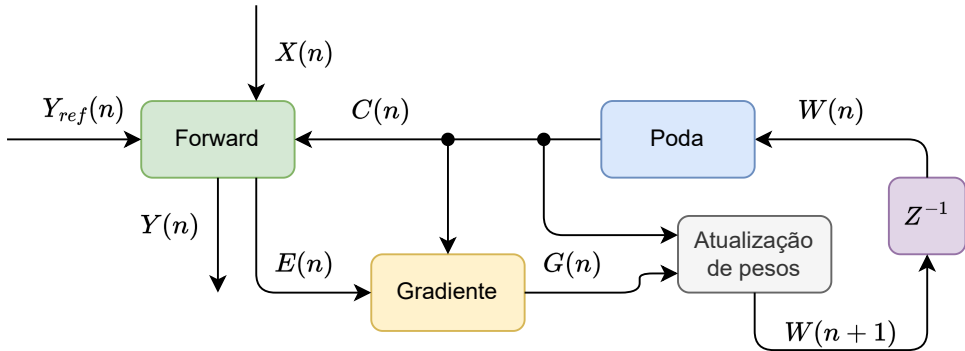 X(n)
Y_{ref}(n)
C(n)
W(n)
Forward
Poda
Z^{-1}
Y(n)
Atualização
de pesos
E(n)
G(n)
Gradiente
W(n + 1)